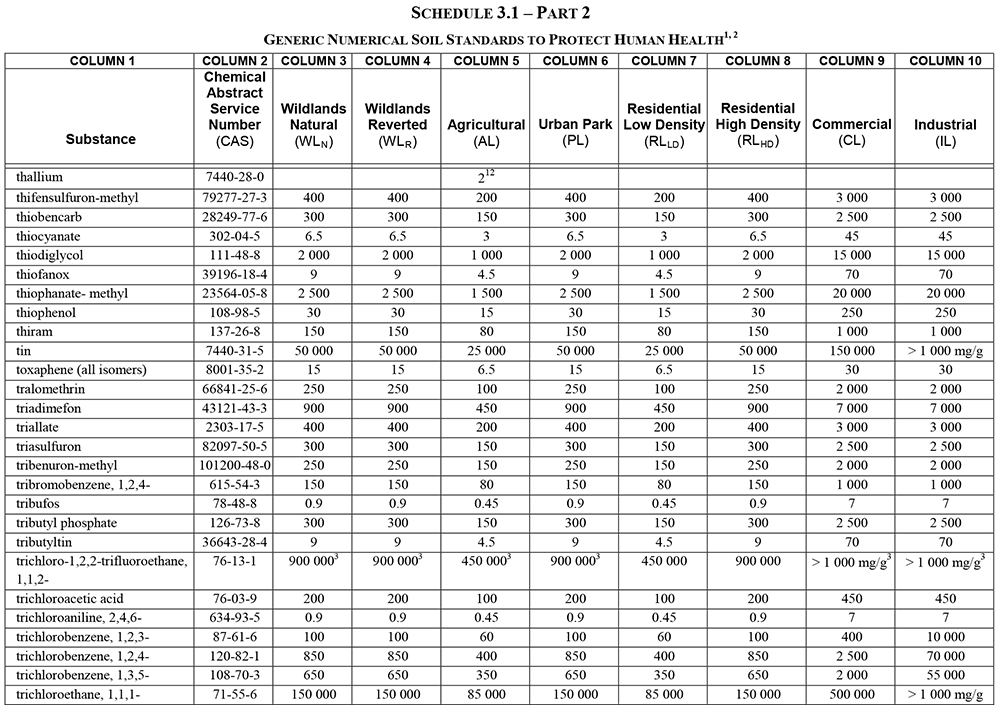 SCHEDULE 3.1 – PART 2
GENERIC NUMERICAL SOIL STANDARDS TO PROTECT HUMAN HEALTH1, 2
COLUMN 1 COLUMN 2 COLUMN 3 COLUMN 4 COLUMN 5 COLUMN 6 COLUMN 7 COLUMN 8 COLUMN 9 COLUMN 10
Substance Chemical Abstract Service Number (CAS) Wildlands Natural (WLN) Wildlands Reverted (WLR) Agricultural (AL) Urban Park (PL) Residential Low Density (RLLD) Residential High Density (RLHD) Commercial (CL) Industrial (IL)
thallium 7440-28-0 212
thifensulfuron-methyl 79277-27-3 400 400 200 400 200 400 3 000 3 000
thiobencarb 28249-77-6 300 300 150 300 150 300 2 500 2 500
thiocyanate 302-04-5 6.5 6.5 3 6.5 3 6.5 45 45
thiodiglycol 111-48-8 2 000 2 000 1 000 2 000 1 000 2 000 15 000 15 000
thiofanox 39196-18-4 9 9 4.5 9 4.5 9 70 70
thiophanate- methyl 23564-05-8 2 500 2 500 1 500 2 500 1 500 2 500 20 000 20 000
thiophenol 108-98-5 30 30 15 30 15 30 250 250
thiram 137-26-8 150 150 80 150 80 150 1 000 1 000
tin 7440-31-5 50 000 50 000 25 000 50 000 25 000 50 000 150 000 > 1 000 mg/g
toxaphene (all isomers) 8001-35-2 15 15 6.5 15 6.5 15 30 30
tralomethrin 66841-25-6 250 250 100 250 100 250 2 000 2 000
triadimefon 43121-43-3 900 900 450 900 450 900 7 000 7 000
triallate 2303-17-5 400 400 200 400 200 400 3 000 3 000
triasulfuron 82097-50-5 300 300 150 300 150 300 2 500 2 500
tribenuron-methyl 101200-48-0 250 250 150 250 150 250 2 000 2 000
tribromobenzene, 1,2,4- 615-54-3 150 150 80 150 80 150 1 000 1 000
tribufos 78-48-8 0.9 0.9 0.45 0.9 0.45 0.9 7 7
tributyl phosphate 126-73-8 300 300 150 300 150 300 2 500 2 500
tributyltin 36643-28-4 9 9 4.5 9 4.5 9 70 70
trichloro-1,2,2-trifluoroethane, 1,1,2- 76-13-1 900 0003 900 0003 450 0003 900 0003 450 000 900 000 > 1 000 mg/g3 > 1 000 mg/g3
trichloroacetic acid 76-03-9 200 200 100 200 100 200 450 450
trichloroaniline, 2,4,6- 634-93-5 0.9 0.9 0.45 0.9 0.45 0.9 7 7
trichlorobenzene, 1,2,3- 87-61-6 100 100 60 100 60 100 400 10 000
trichlorobenzene, 1,2,4- 120-82-1 850 850 400 850 400 850 2 500 70 000
trichlorobenzene, 1,3,5- 108-70-3 650 650 350 650 350 650 2 000 55 000
trichloroethane, 1,1,1- 71-55-6 150 000 150 000 85 000 150 000 85 000 150 000 500 000 > 1 000 mg/g